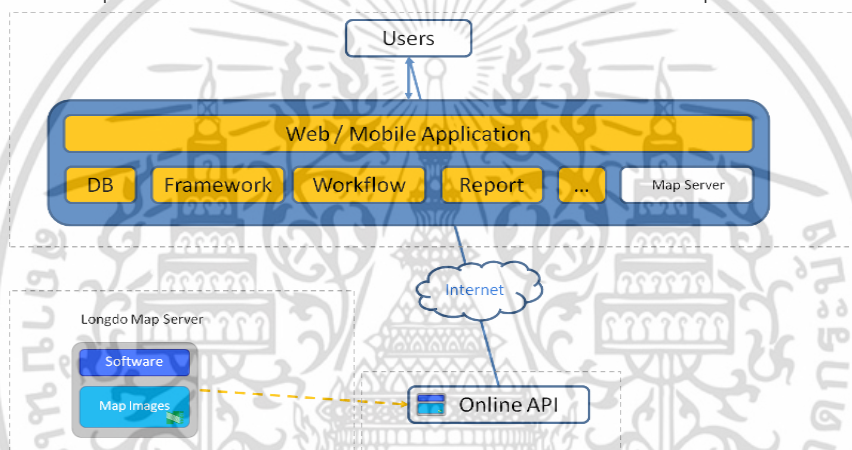 Users
Web / Mobile Application
DB Framework Workflow Report ... Map Server
Internet
Longdo Map Server
Software
Map Images
Online API